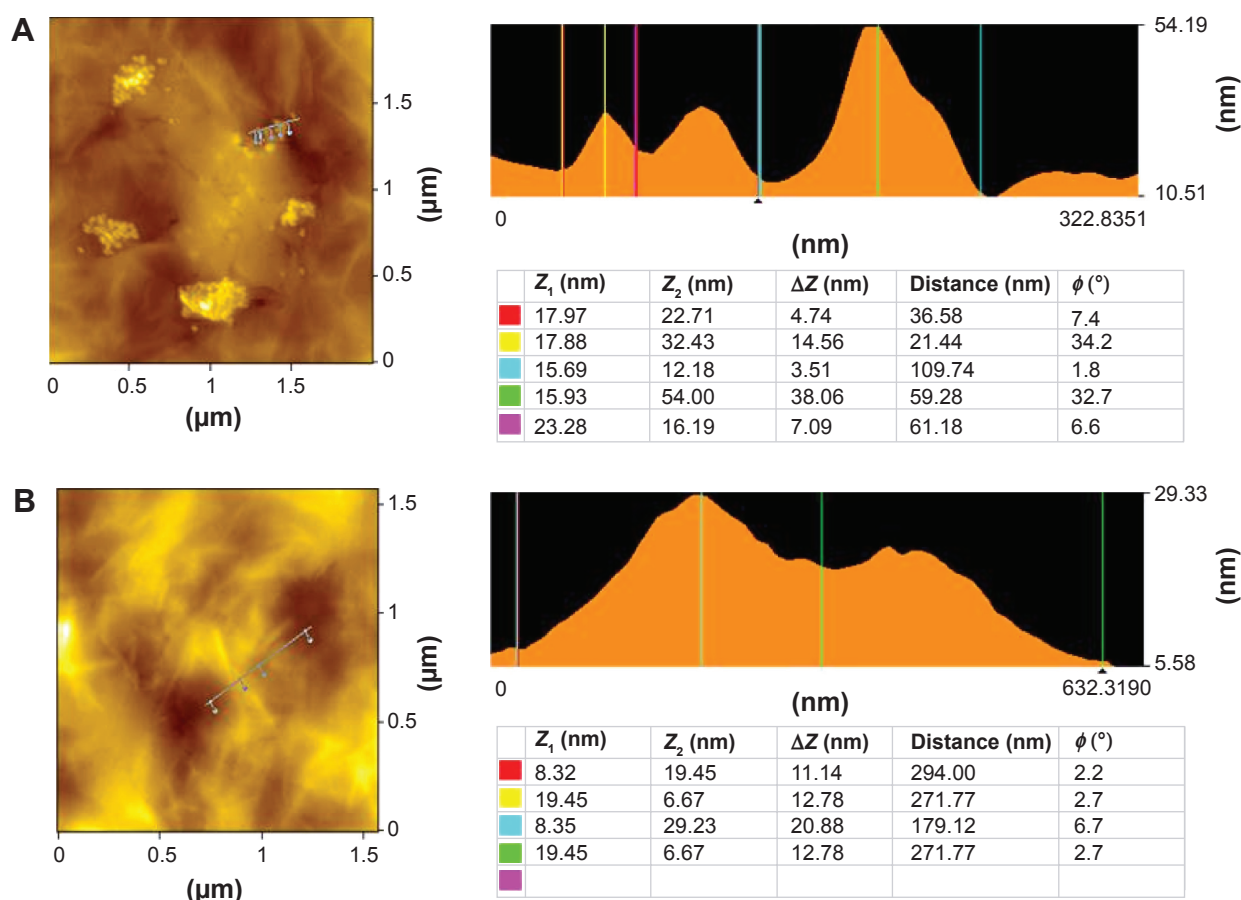 A
1.5
1
0.5
0
(µm)
0 0.5 1 1.5
(µm)
54.19
(nm)
10.51
0 322.8351
(nm)
Z1 (nm) Z2 (nm) ΔZ (nm) Distance (nm) ϕ (°)
17.97 22.71 4.74 36.58 7.4
17.88 32.43 14.56 21.44 34.2
15.69 12.18 3.51 109.74 1.8
15.93 54.00 38.06 59.28 32.7
23.28 16.19 7.09 61.18 6.6
B
1.5
1
0.5
0
(µm)
0 0.5 1 1.5
(µm)
29.33
(nm)
5.58
0 632.3190
(nm)
Z1 (nm) Z2 (nm) ΔZ (nm) Distance (nm) ϕ (°)
8.32 19.45 11.14 294.00 2.2
19.45 6.67 12.78 271.77 2.7
8.35 29.23 20.88 179.12 6.7
19.45 6.67 12.78 271.77 2.7